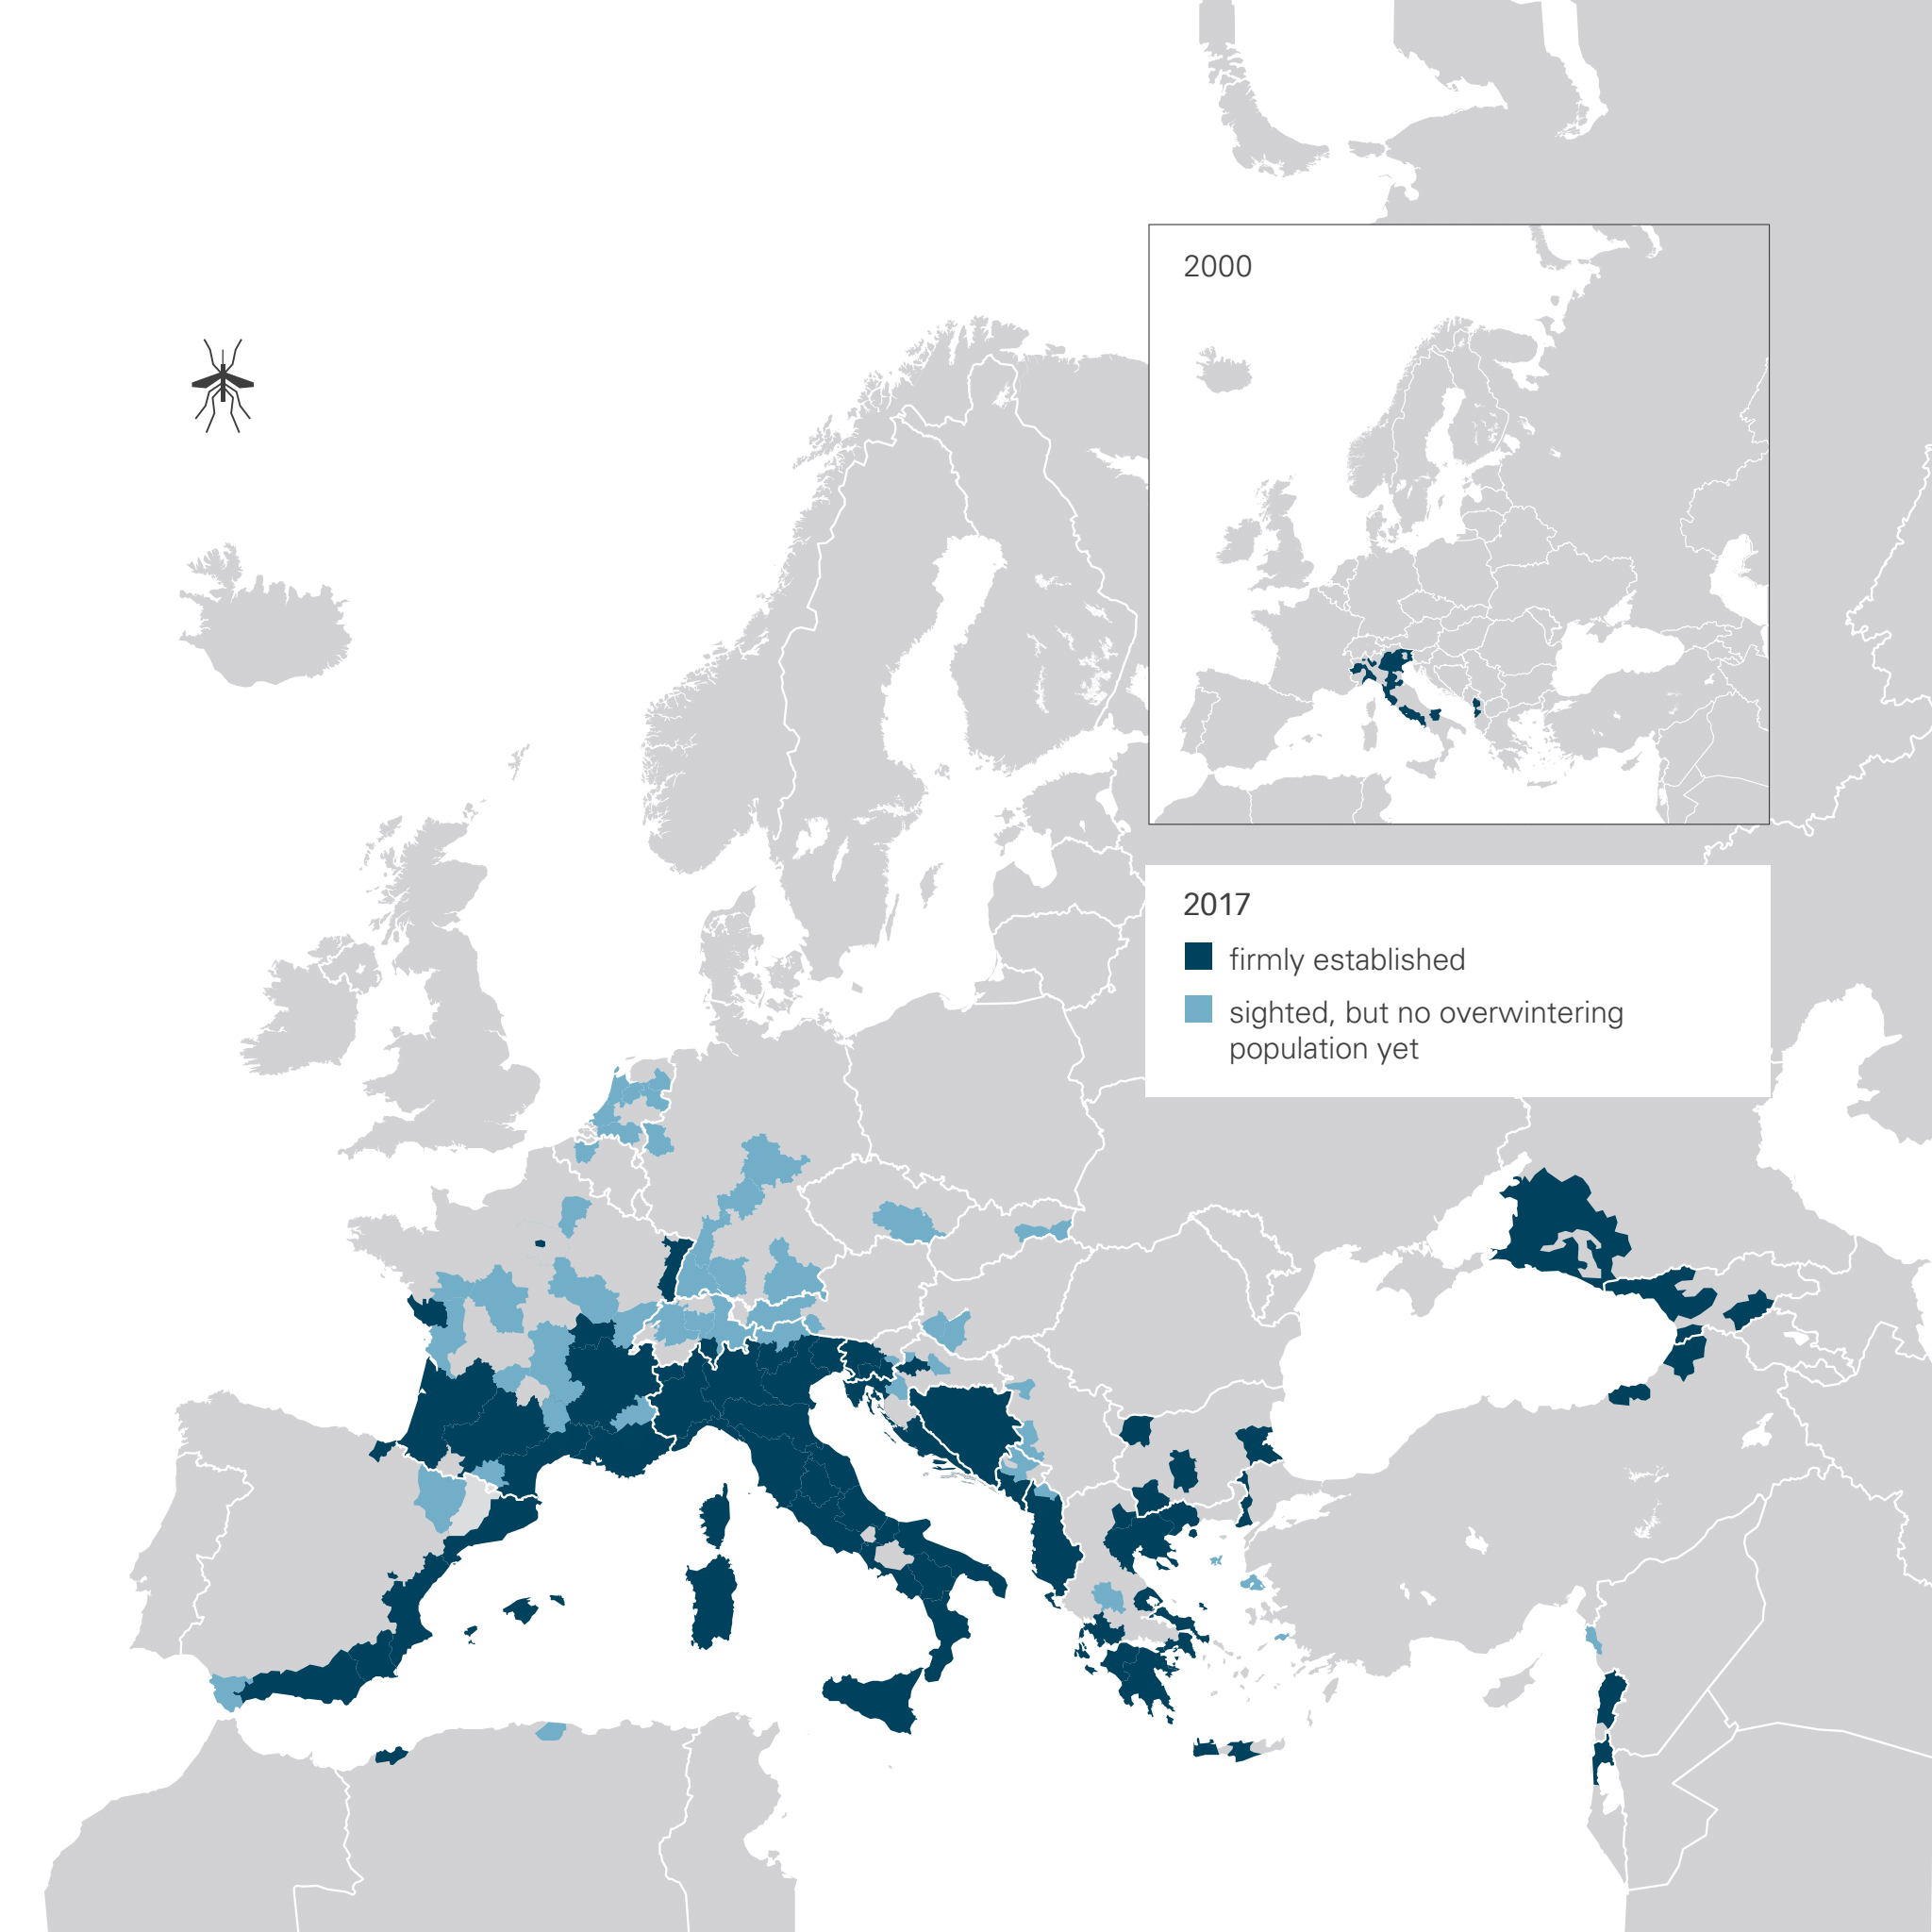 2000
2017
firmly established
sighted, but no overwintering
population yet